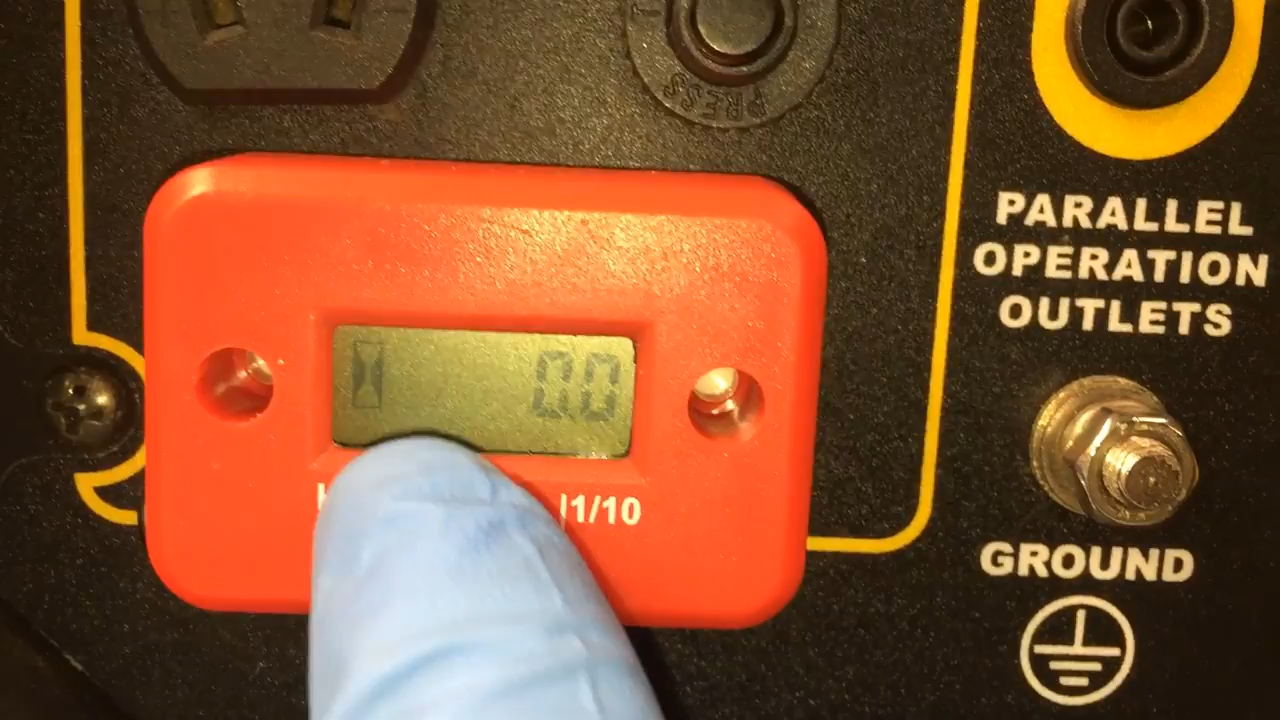 PRESS
PARALLEL
OPERATION
OUTLETS
0.0
1/10
GROUND